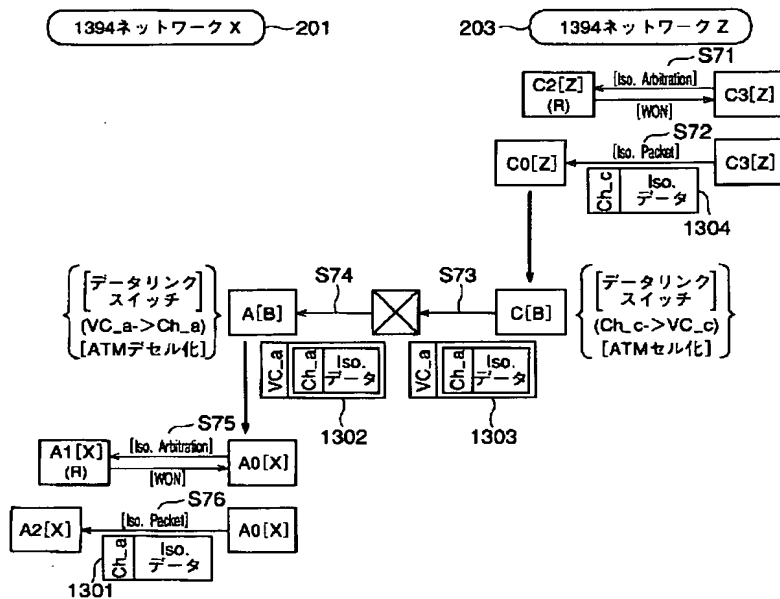 1394ネットワーク X
201
203
1394ネットワーク Z
S71
C2[Z]
(R)
[Iso. Arbitration]
[WON]
C3[Z]
S72
C0[Z]
[Iso. Packet]
C3[Z]
Ch_c
Iso.
データ
1304
[データリンク
スイッチ]
(VC_a->Ch_a)
[ATMデセル化]
A[B]
S74
S73
C[B]
[データリンク
スイッチ]
(Ch_c->VC_c)
[ATMセル化]
VC_a
Ch_a
Iso.
データ
1302
VC_a
Ch_a
Iso.
データ
1303
S75
A1[X]
(R)
[Iso. Arbitration]
[WON]
A0[X]
S76
A2[X]
[Iso. Packet]
A0[X]
Ch_a
Iso.
データ
1301